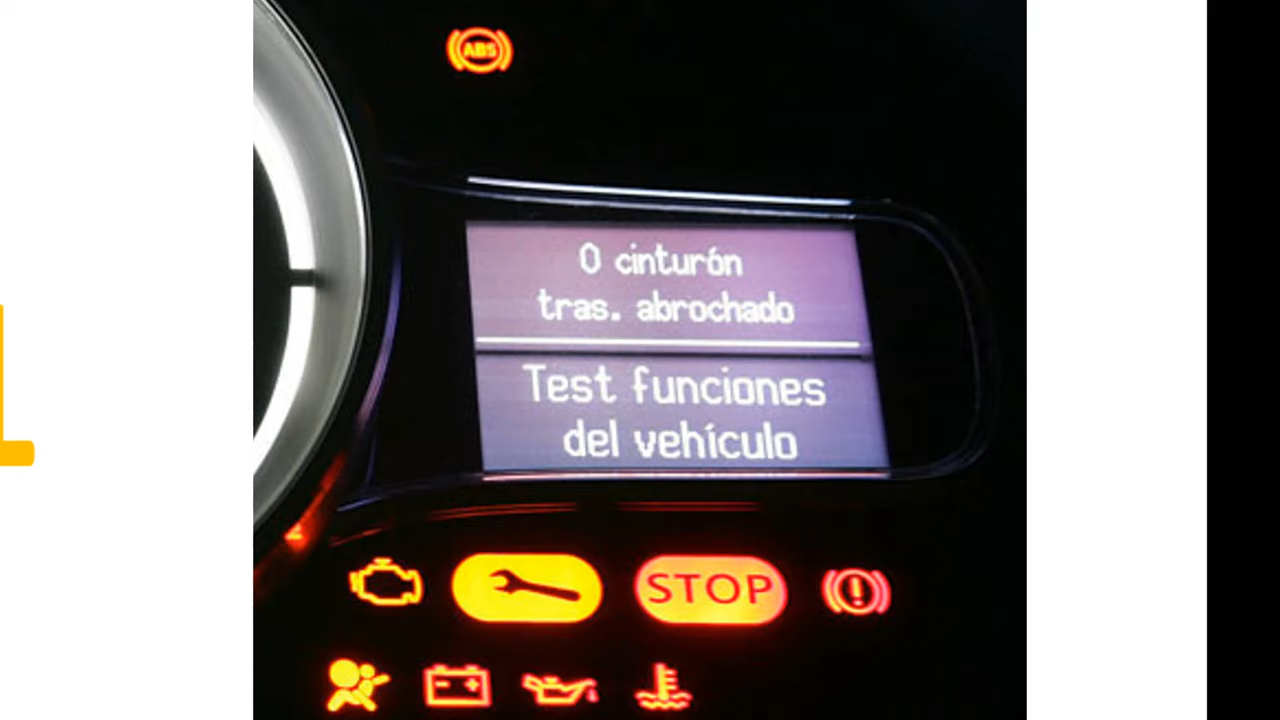 ABS
0 cinturón
tras. abrochado
Test funciones
del vehículo
STOP